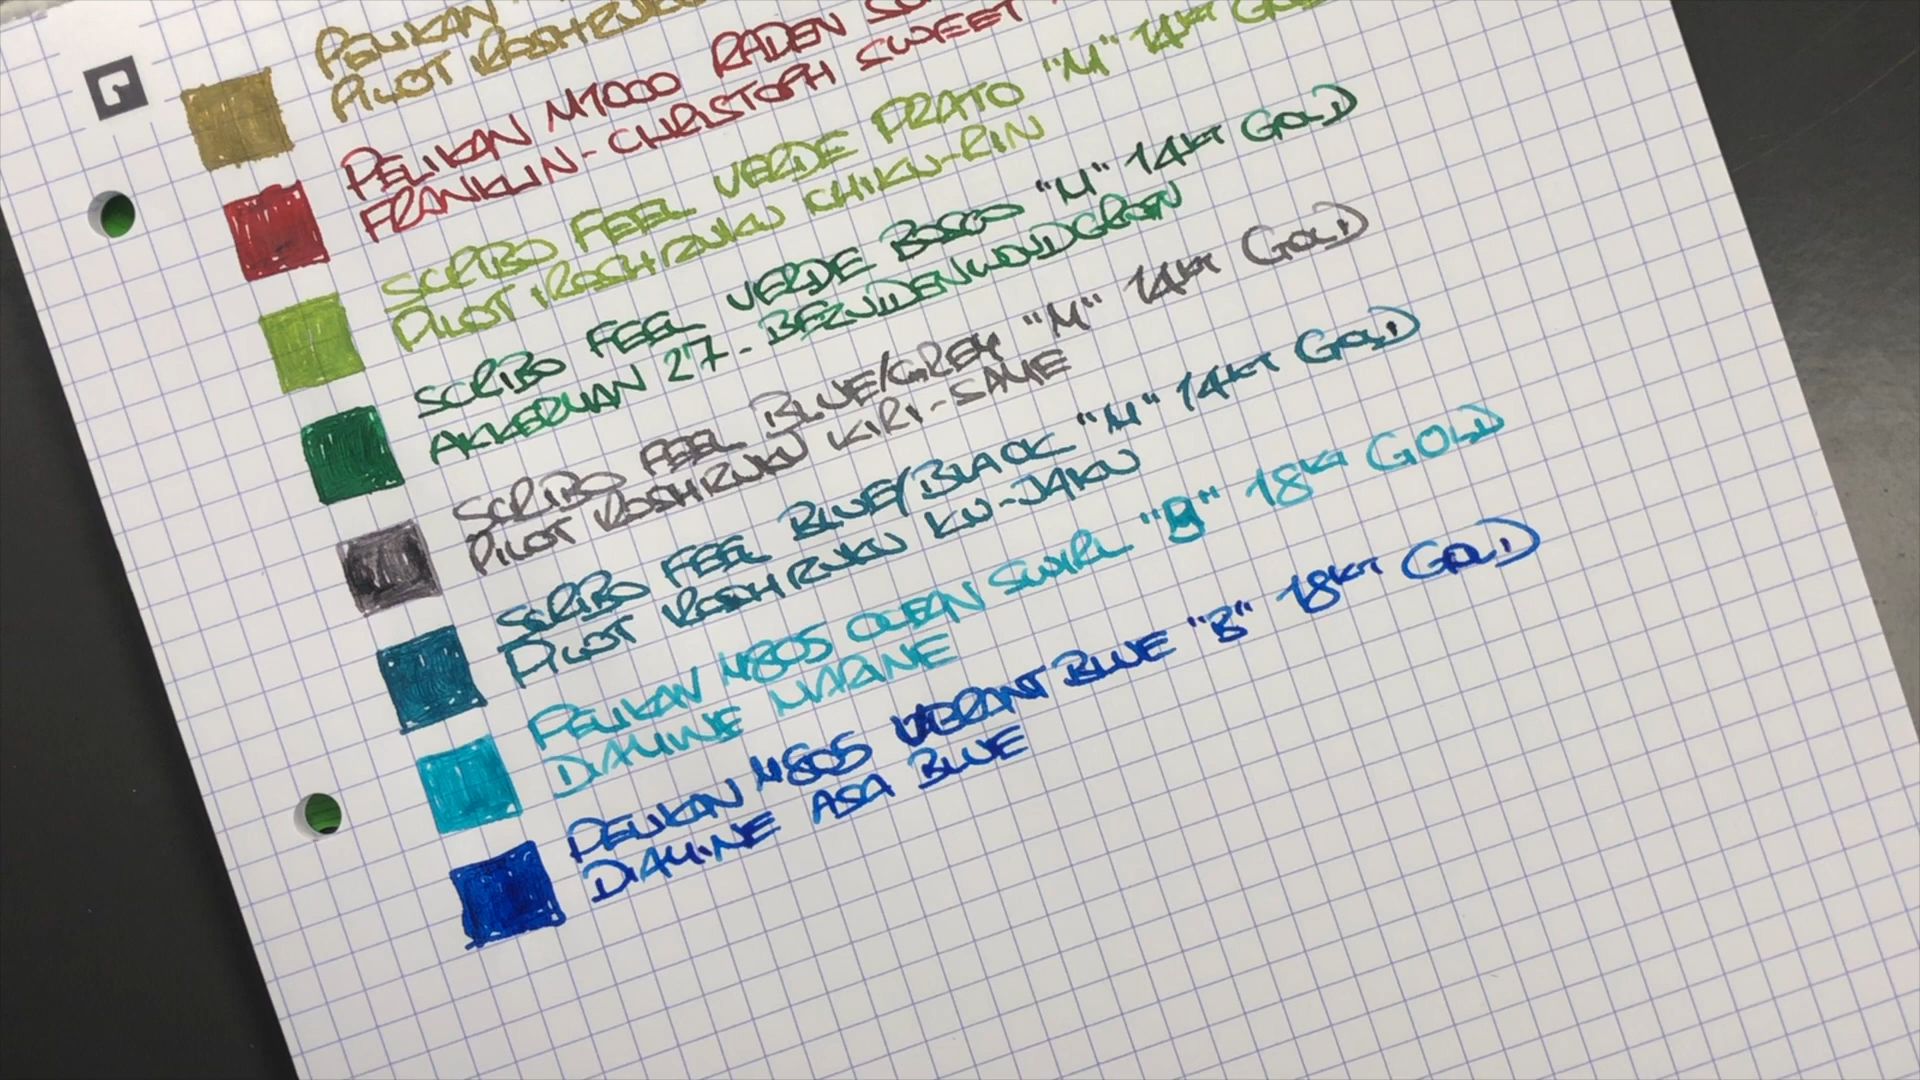 PELIKAN
PILOT IROSHIZUKU
PELIKAN M1000 RADEN
FRANKLIN-CHRISTOPH SWEET
SCRIBO FEEL VERDE PRATO "M" 14KT GOLD
PILOT IROSHIZUKU CHIKU-RIN
SCRIBO FEEL VERDE BOSCO "M" 14KT GOLD
AKKERMAN 27 - BEZUIDENWOUDGROEN
SCRIBO FEEL BLUE/GREY "M" 14KT GOLD
PILOT IROSHIZUKU KIRI-SAME
SCRIBO FEEL BLUE/BLACK "M" 14KT GOLD
PILOT IROSHIZUKU KU-JAKU
PELIKAN M805 OCEAN SWIRL "B" 18KT GOLD
DIAMINE MARINE
PELIKAN M805 VIBRANT BLUE "B" 18KT GOLD
DIAMINE ASA BLUE